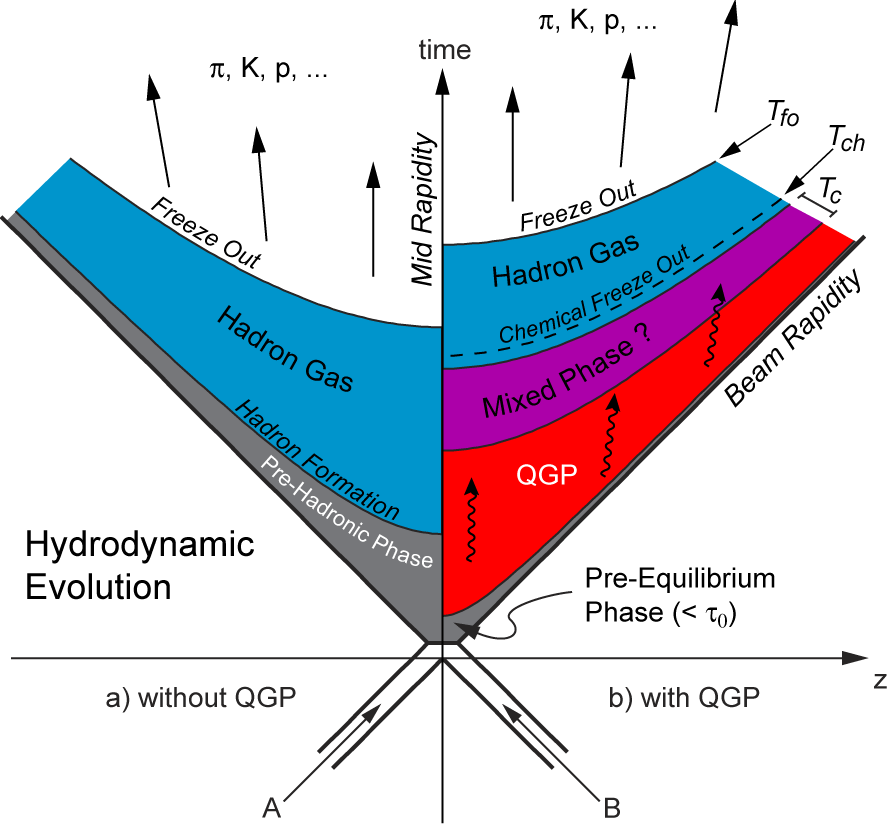 π, K, p, ...
π, K, p, ...
time
Mid Rapidity
T_fo
T_ch
T_c
Freeze Out
Freeze Out
Hadron Gas
Hadron Gas
Chemical Freeze Out
Mixed Phase ?
Beam Rapidity
Hadron Formation
Pre-Hadronic Phase
QGP
Hydrodynamic
Evolution
Pre-Equilibrium
Phase (< τ₀)
z
a) without QGP
b) with QGP
A
B